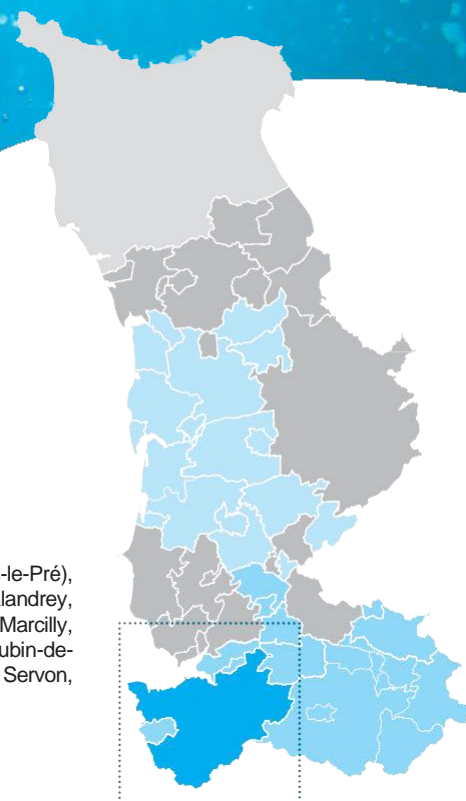 -le-Pré),
landrey,
Marcilly,
ubin-de-
Servon,